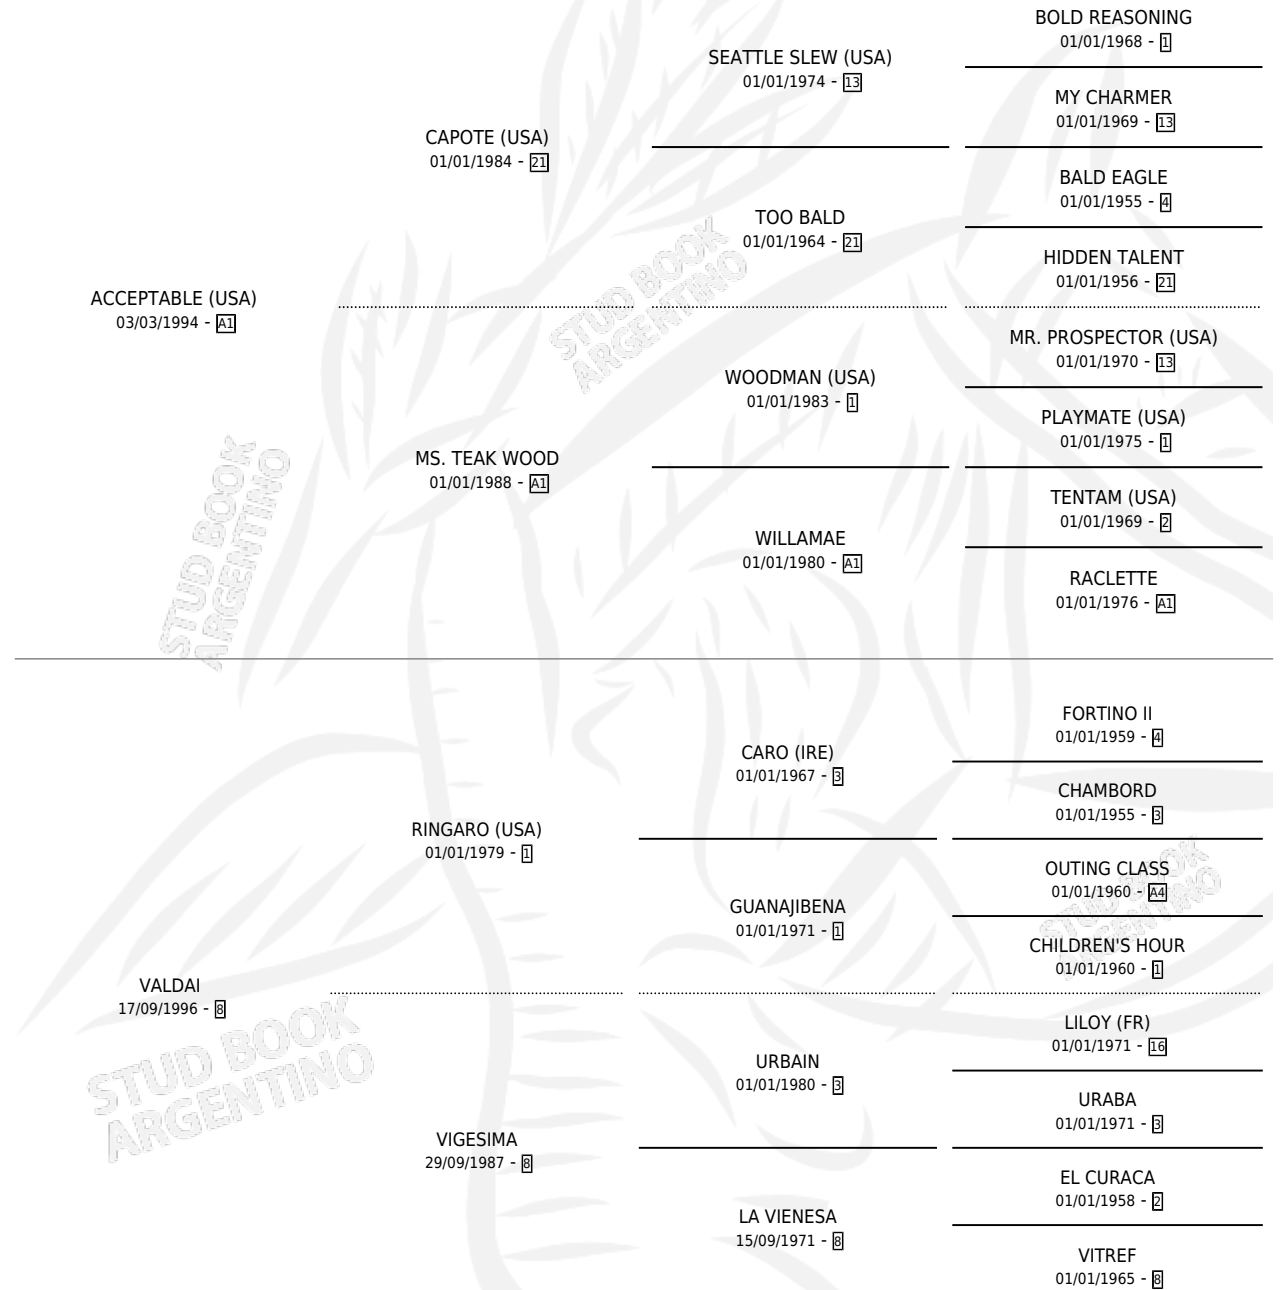 BOLD REASONING
01/01/1968 - 1
SEATTLE SLEW (USA)
01/01/1974 - 13
MY CHARMER
01/01/1969 - 13
CAPOTE (USA)
01/01/1984 - 21
BALD EAGLE
01/01/1955 - 4
TOO BALD
01/01/1964 - 21
HIDDEN TALENT
01/01/1956 - 21
ACCEPTABLE (USA)
03/03/1994 - A1
MR. PROSPECTOR (USA)
01/01/1970 - 13
WOODMAN (USA)
01/01/1983 - 1
PLAYMATE (USA)
01/01/1975 - 1
MS. TEAK WOOD
01/01/1988 - A1
TENTAM (USA)
01/01/1969 - 2
WILLAMAE
01/01/1980 - A1
RACLETTE
01/01/1976 - A1
FORTINO II
01/01/1959 - 4
CARO (IRE)
01/01/1967 - 3
CHAMBORD
01/01/1955 - 3
RINGARO (USA)
01/01/1979 - 1
OUTING CLASS
01/01/1960 - A4
GUANAJIBENA
01/01/1971 - 1
CHILDREN'S HOUR
01/01/1960 - 1
VALDAI
17/09/1996 - 8
LILOY (FR)
01/01/1971 - 16
URBAIN
01/01/1980 - 3
URABA
01/01/1971 - 3
VIGESIMA
29/09/1987 - 8
EL CURACA
01/01/1958 - 2
LA VIENESA
15/09/1971 - 8
VITREF
01/01/1965 - 8
STUD BOOK
ARGENTINO
STUD BOOK
ARGENTINO
STUD BOOK
ARGENTINO
STUD BOOK
ARGENTINO